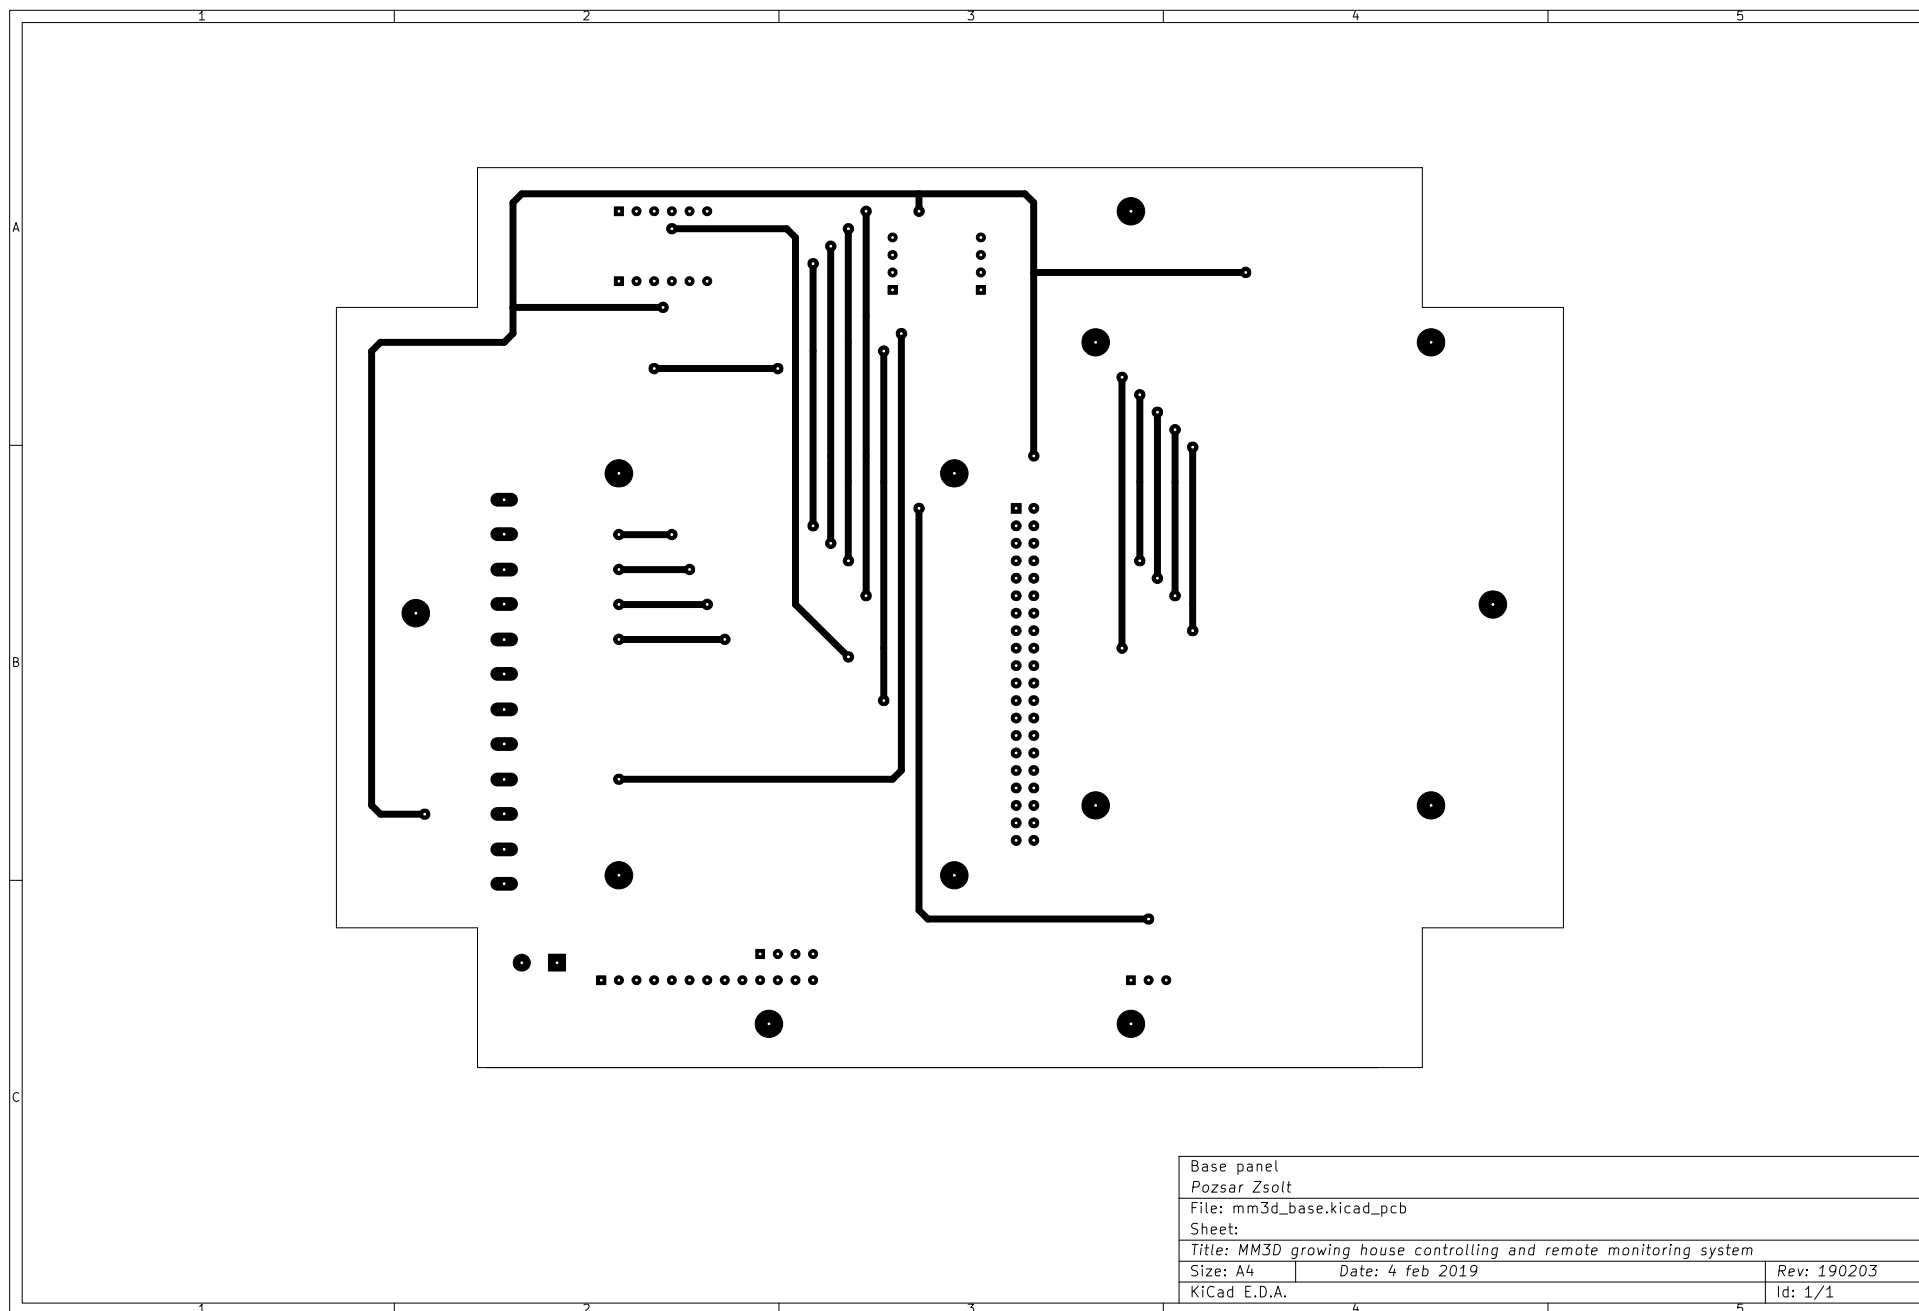 1 2 3 4 5
A
B
C
Base panel
Pozsar Zsolt
File: mm3d_base.kicad_pcb
Sheet:
Title: MM3D growing house controlling and remote monitoring system
Size: A4 Date: 4 feb 2019 Rev: 190203
KiCad E.D.A. Id: 1/1
1 2 3 4 5